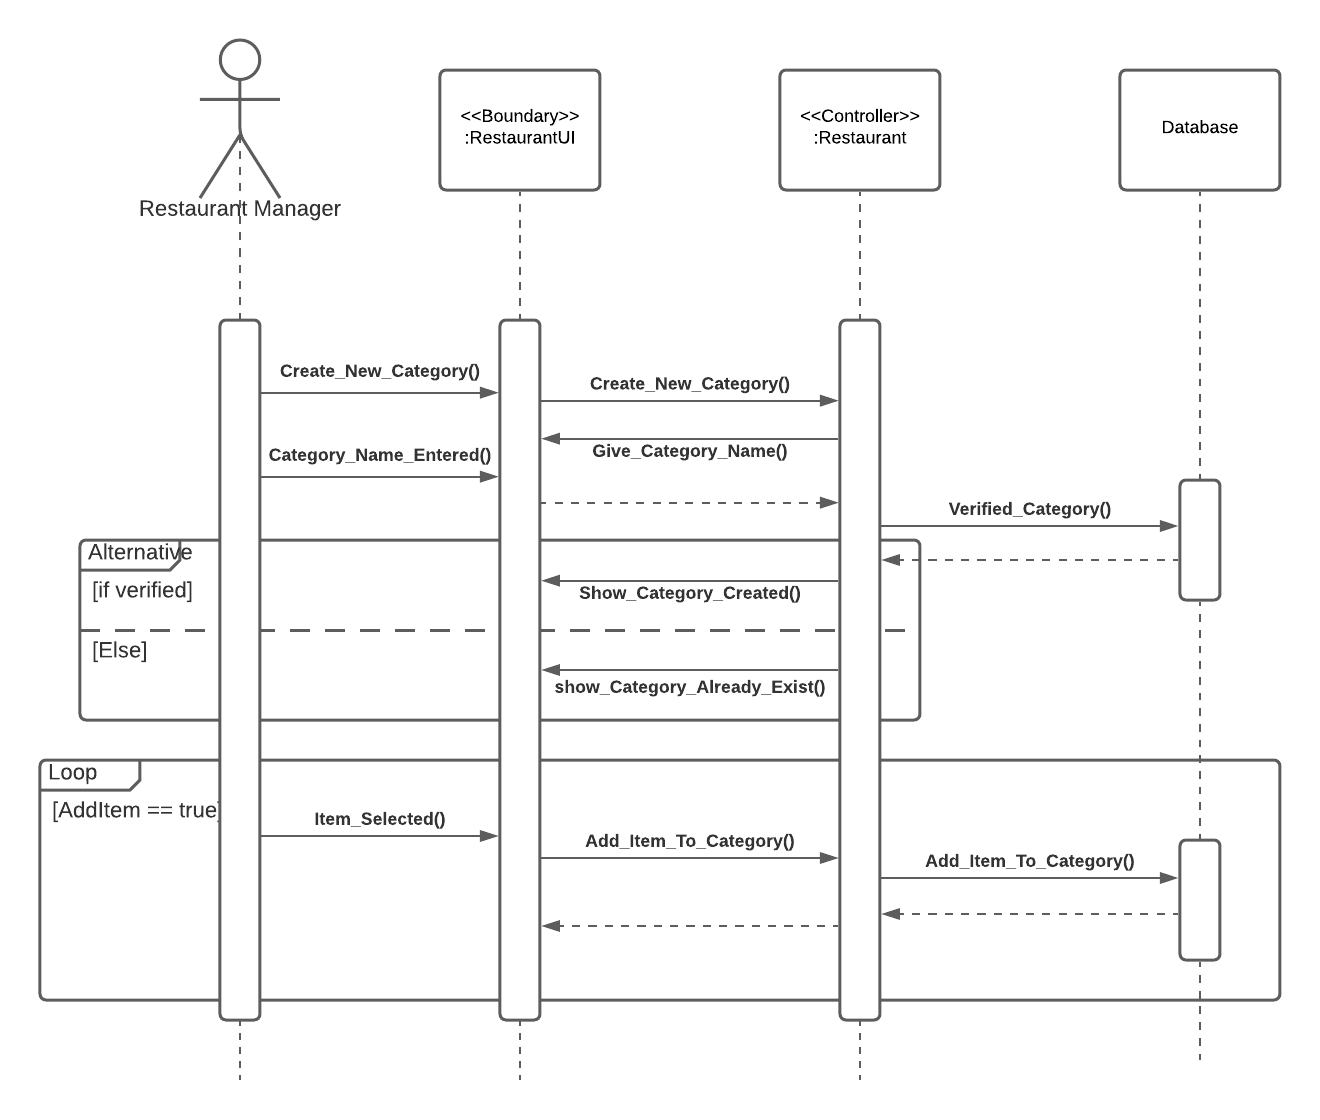 <<Boundary>>
:RestaurantUI
<<Controller>>
:Restaurant
Database
Restaurant Manager
Create_New_Category()
Create_New_Category()
Give_Category_Name()
Category_Name_Entered()
Verified_Category()
Alternative
[if verified]
Show_Category_Created()
[Else]
show_Category_Already_Exist()
Loop
[AddItem == true]
Item_Selected()
Add_Item_To_Category()
Add_Item_To_Category()